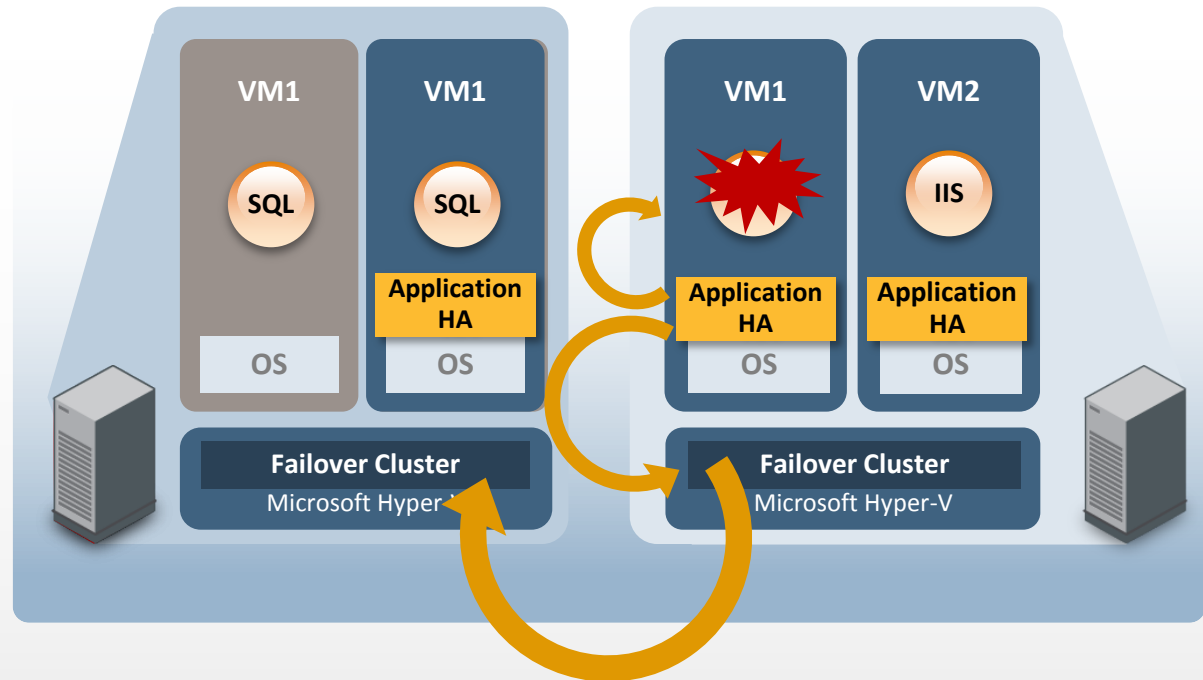 VM1
SQL
OS
VM1
SQL
Application
HA
OS
Failover Cluster
Microsoft Hyper-
VM1
Application
HA
OS
VM2
IIS
Application
HA
OS
Failover Cluster
Microsoft Hyper-V